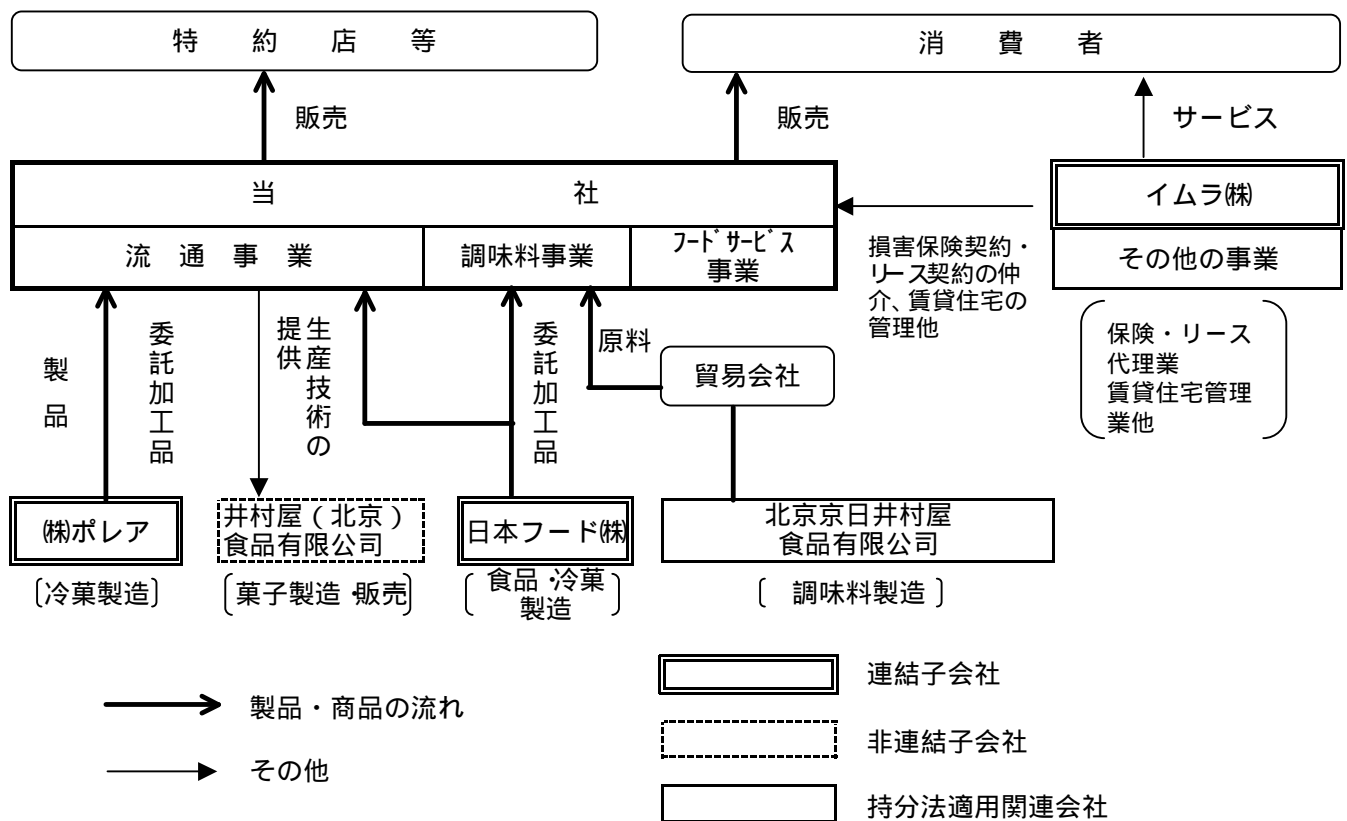 特約店等
消費者
販売
販売
サービス
当社
イムラ㈱
流通事業
調味料事業
フードサービス
事業
その他の事業
損害保険契約・
リース契約の仲
介、賃貸住宅の
管理他
保険・リース
代理業
賃貸住宅管理
業他
製品
委託加工品
生産技術の
提供
委託加工品
原料
貿易会社
㈱ポレア
井村屋（北京）
食品有限公司
日本フード㈱
北京京日井村屋
食品有限公司
〔冷菓製造〕
〔菓子製造・販売〕
〔食品・冷菓
製造〕
〔調味料製造〕
製品・商品の流れ
その他
連結子会社
非連結子会社
持分法適用関連会社